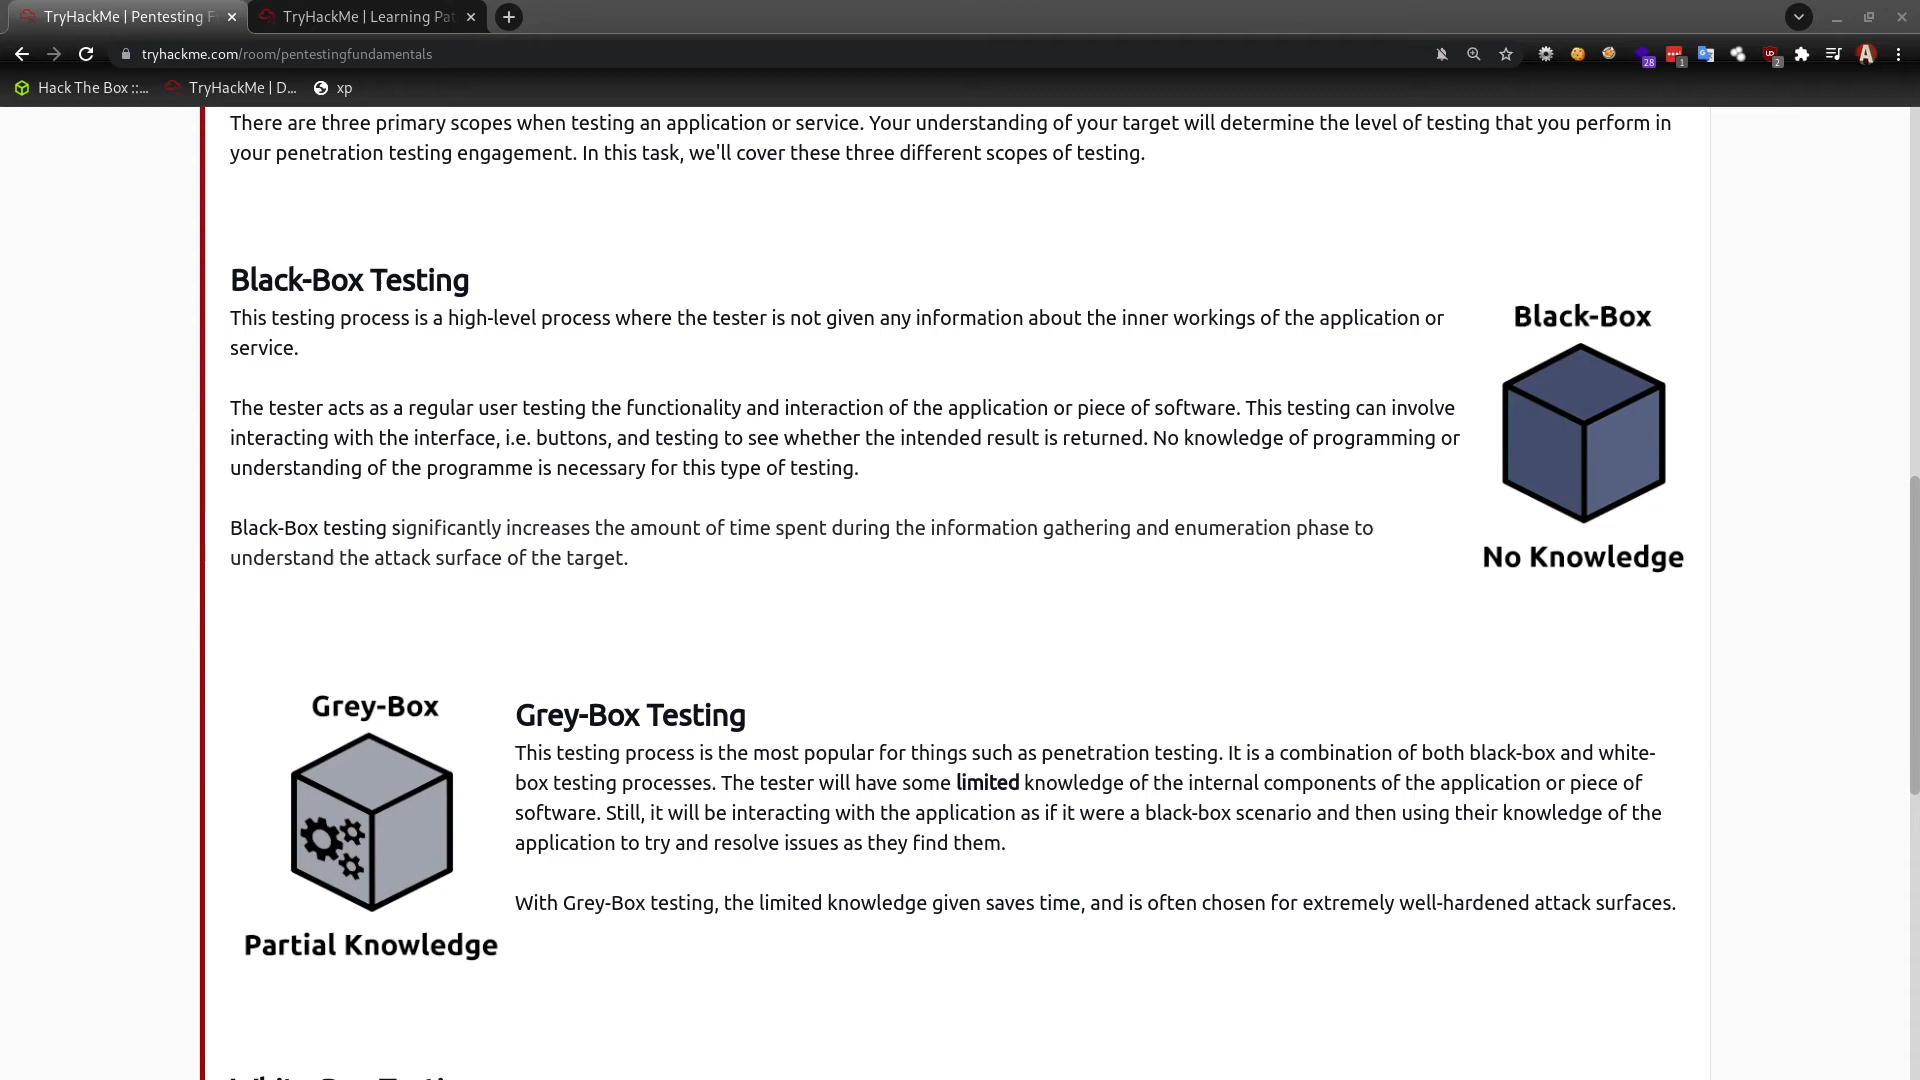 TryHackMe | Pentesting F
TryHackMe | Learning Pat
tryhackme.com/room/pentestingfundamentals
28
1
2
Hack The Box ::...
TryHackMe | D...
xp
There are three primary scopes when testing an application or service. Your understanding of your target will determine the level of testing that you perform in
your penetration testing engagement. In this task, we'll cover these three different scopes of testing.
Black-Box Testing
This testing process is a high-level process where the tester is not given any information about the inner workings of the application or
service.
The tester acts as a regular user testing the functionality and interaction of the application or piece of software. This testing can involve
interacting with the interface, i.e. buttons, and testing to see whether the intended result is returned. No knowledge of programming or
understanding of the programme is necessary for this type of testing.
Black-Box testing significantly increases the amount of time spent during the information gathering and enumeration phase to
understand the attack surface of the target.
Black-Box
No Knowledge
Grey-Box
Partial Knowledge
Grey-Box Testing
This testing process is the most popular for things such as penetration testing. It is a combination of both black-box and white-
box testing processes. The tester will have some limited knowledge of the internal components of the application or piece of
software. Still, it will be interacting with the application as if it were a black-box scenario and then using their knowledge of the
application to try and resolve issues as they find them.
With Grey-Box testing, the limited knowledge given saves time, and is often chosen for extremely well-hardened attack surfaces.